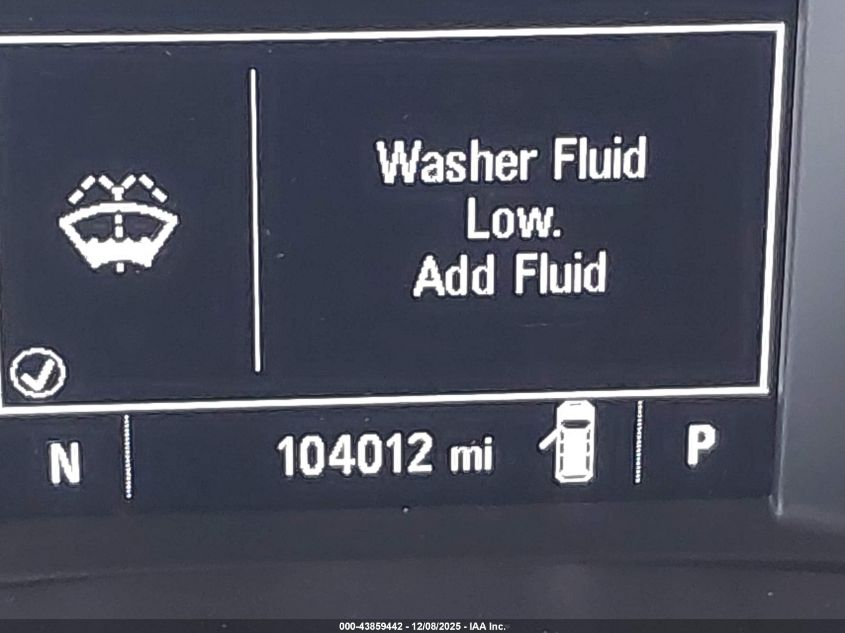 Washer Fluid
Low.
Add Fluid
N 104012 mi P
000-43859442 - 12/08/2025 - IAA Inc.